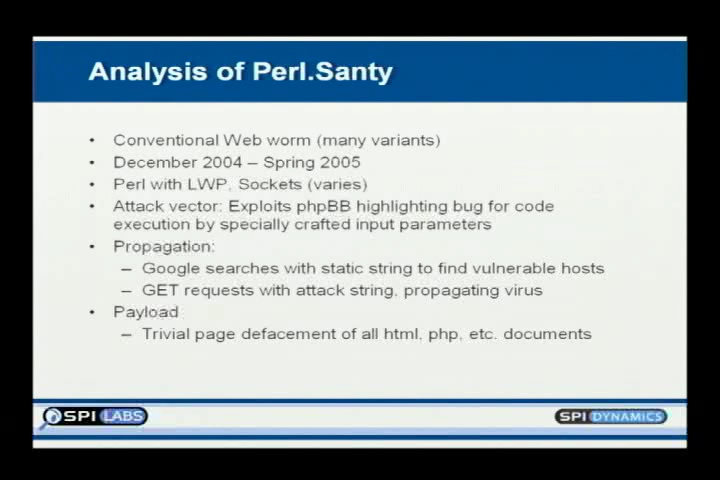 Analysis of Perl.Santy
• Conventional Web worm (many variants)
• December 2004 – Spring 2005
• Perl with LWP, Sockets (varies)
• Attack vector: Exploits phpBB highlighting bug for code
execution by specially crafted input parameters
• Propagation:
– Google searches with static string to find vulnerable hosts
– GET requests with attack string, propagating virus
• Payload
– Trivial page defacement of all html, php, etc. documents
SPI LABS
SPI DYNAMICS